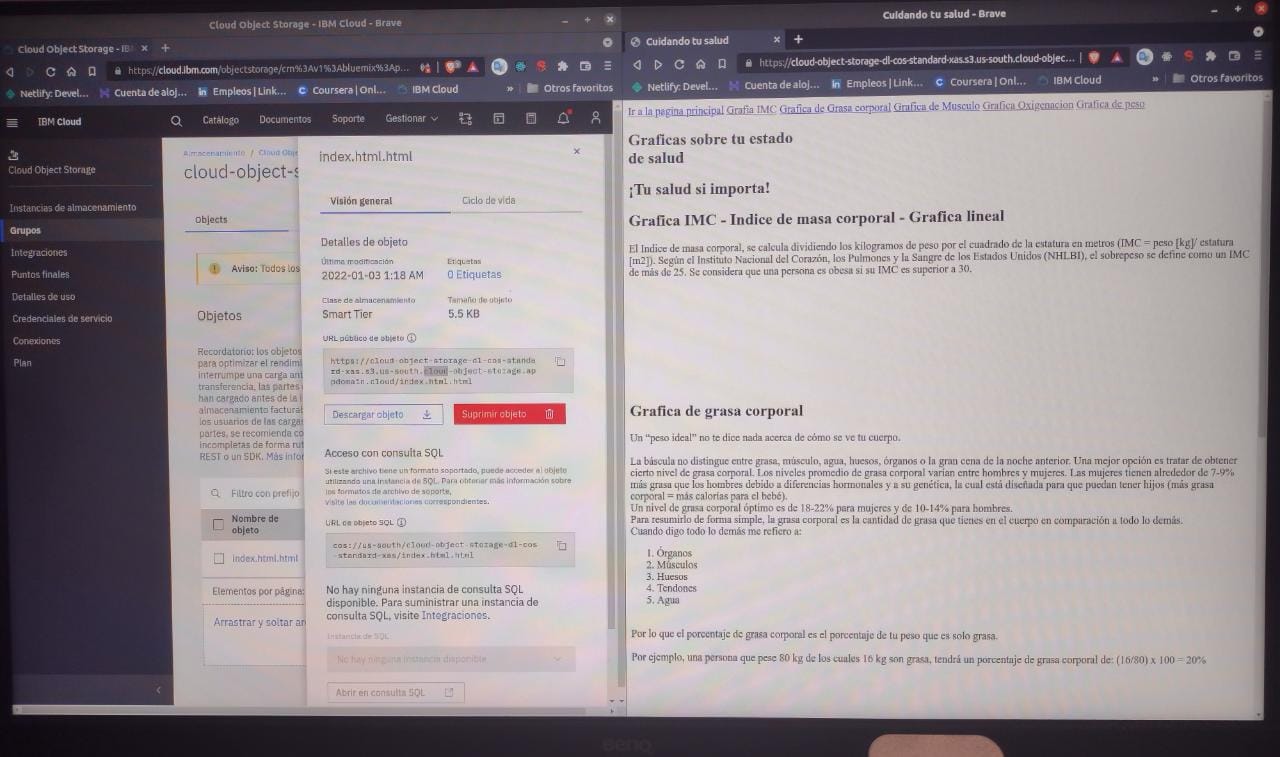 Cloud Object Storage - IBM Cloud - Brave
Cloud Object Storage - IB
https://cloud.ibm.com/objectstorage/crn%3Av1%3Abluemix%3Ap...
Netlify: Devel...
Cuenta de aloj...
Empleos | Link...
Coursera | Onl...
IBM Cloud
Otros favoritos
IBM Cloud
Catálogo
Documentos
Soporte
Gestionar
Cloud Object Storage
Instancias de almacenamiento
Grupos
Integraciones
Puntos finales
Detalles de uso
Credenciales de servicio
Conexiones
Plan
Almacenamiento / Cloud Obje
cloud-object-s
Objects
Aviso: Todos los
Objetos
Recordatorio: los objetos
para optimizar el rendimi
interrumpe una carga ant
transferencia, las partes
han cargado antes de la i
almacenamiento factural
los usuarios de las cargas
partes, se recomienda co
incompletas de forma rut
REST o un SDK. Más infor
Filtro con prefijo
Nombre de
objeto
index.html.html
Elementos por página:
Arrastrar y soltar ar
index.html.html
Visión general
Ciclo de vida
Detalles de objeto
Última modificación
Etiquetas
2022-01-03 1:18 AM
0 Etiquetas
Clase de almacenamiento
Tamaño de objeto
Smart Tier
5.5 KB
URL público de objeto
https://cloud-object-storage-dl-cos-standa
rd-xas.s3.us-south.cloud-object-storage.ap
pdomain.cloud/index.html.html
Descargar objeto
Suprimir objeto
Acceso con consulta SQL
Si este archivo tiene un formato soportado, puede acceder al objeto
utilizando una instancia de SQL. Para obtener más información sobre
los formatos de archivo de soporte,
visite las documentaciones correspondientes.
URL de objeto SQL
cos://us-south/cloud-object-storage-dl-cos
-standard-xas/index.html.html
No hay ninguna instancia de consulta SQL
disponible. Para suministrar una instancia de
consulta SQL, visite Integraciones.
Instancia de SQL
No hay ninguna instancia disponible
Abrir en consulta SQL
Cuidando tu salud - Brave
Cuidando tu salud
https://cloud-object-storage-dl-cos-standard-xas.s3.us-south.cloud-objec...
Netlify: Devel...
Cuenta de aloj...
Empleos | Link...
Coursera | Onl...
IBM Cloud
Otros favoritos
Ir a la pagina principal Grafia IMC Grafica de Grasa corporal Grafica de Musculo Grafica Oxigenacion Grafica de peso
Graficas sobre tu estado
de salud
¡Tu salud si importa!
Grafica IMC - Indice de masa corporal - Grafica lineal
El Indice de masa corporal, se calcula dividiendo los kilogramos de peso por el cuadrado de la estatura en metros (IMC = peso [kg]/ estatura
[m2]). Según el Instituto Nacional del Corazón, los Pulmones y la Sangre de los Estados Unidos (NHLBI), el sobrepeso se define como un IMC
de más de 25. Se considera que una persona es obesa si su IMC es superior a 30.
Grafica de grasa corporal
Un “peso ideal” no te dice nada acerca de cómo se ve tu cuerpo.
La báscula no distingue entre grasa, músculo, agua, huesos, órganos o la gran cena de la noche anterior. Una mejor opción es tratar de obtener
cierto nivel de grasa corporal. Los niveles promedio de grasa corporal varian entre hombres y mujeres. Las mujeres tienen alrededor de 7-9%
más grasa que los hombres debido a diferencias hormonales y a su genética, la cual está diseñada para que puedan tener hijos (más grasa
corporal = más calorías para el bebé).
Un nivel de grasa corporal óptimo es de 18-22% para mujeres y de 10-14% para hombres.
Para resumirlo de forma simple, la grasa corporal es la cantidad de grasa que tienes en el cuerpo en comparación a todo lo demás.
Cuando digo todo lo demás me refiero a:
1. Órganos
2. Músculos
3. Huesos
4. Tendones
5. Agua
Por lo que el porcentaje de grasa corporal es el porcentaje de tu peso que es solo grasa.
Por ejemplo, una persona que pese 80 kg de los cuales 16 kg son grasa, tendrá un porcentaje de grasa corporal de: (16/80) x 100 = 20%
BenQ